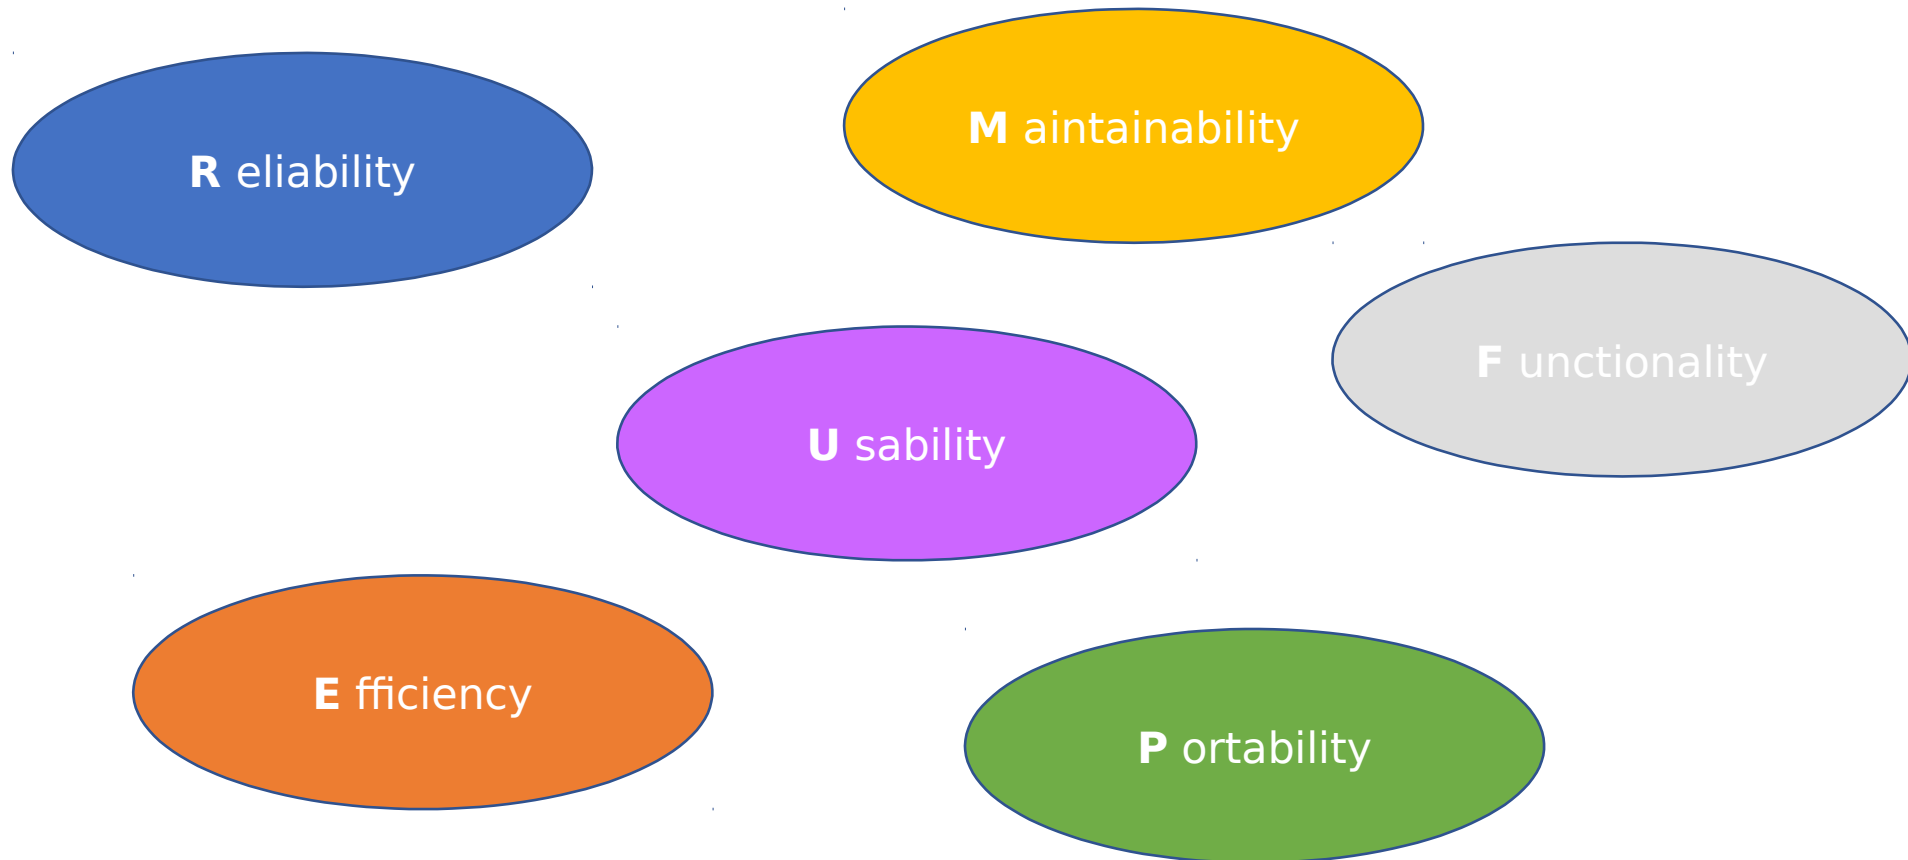 R eliability
M aintainability
F unctionality
U sability
E fficiency
P ortability